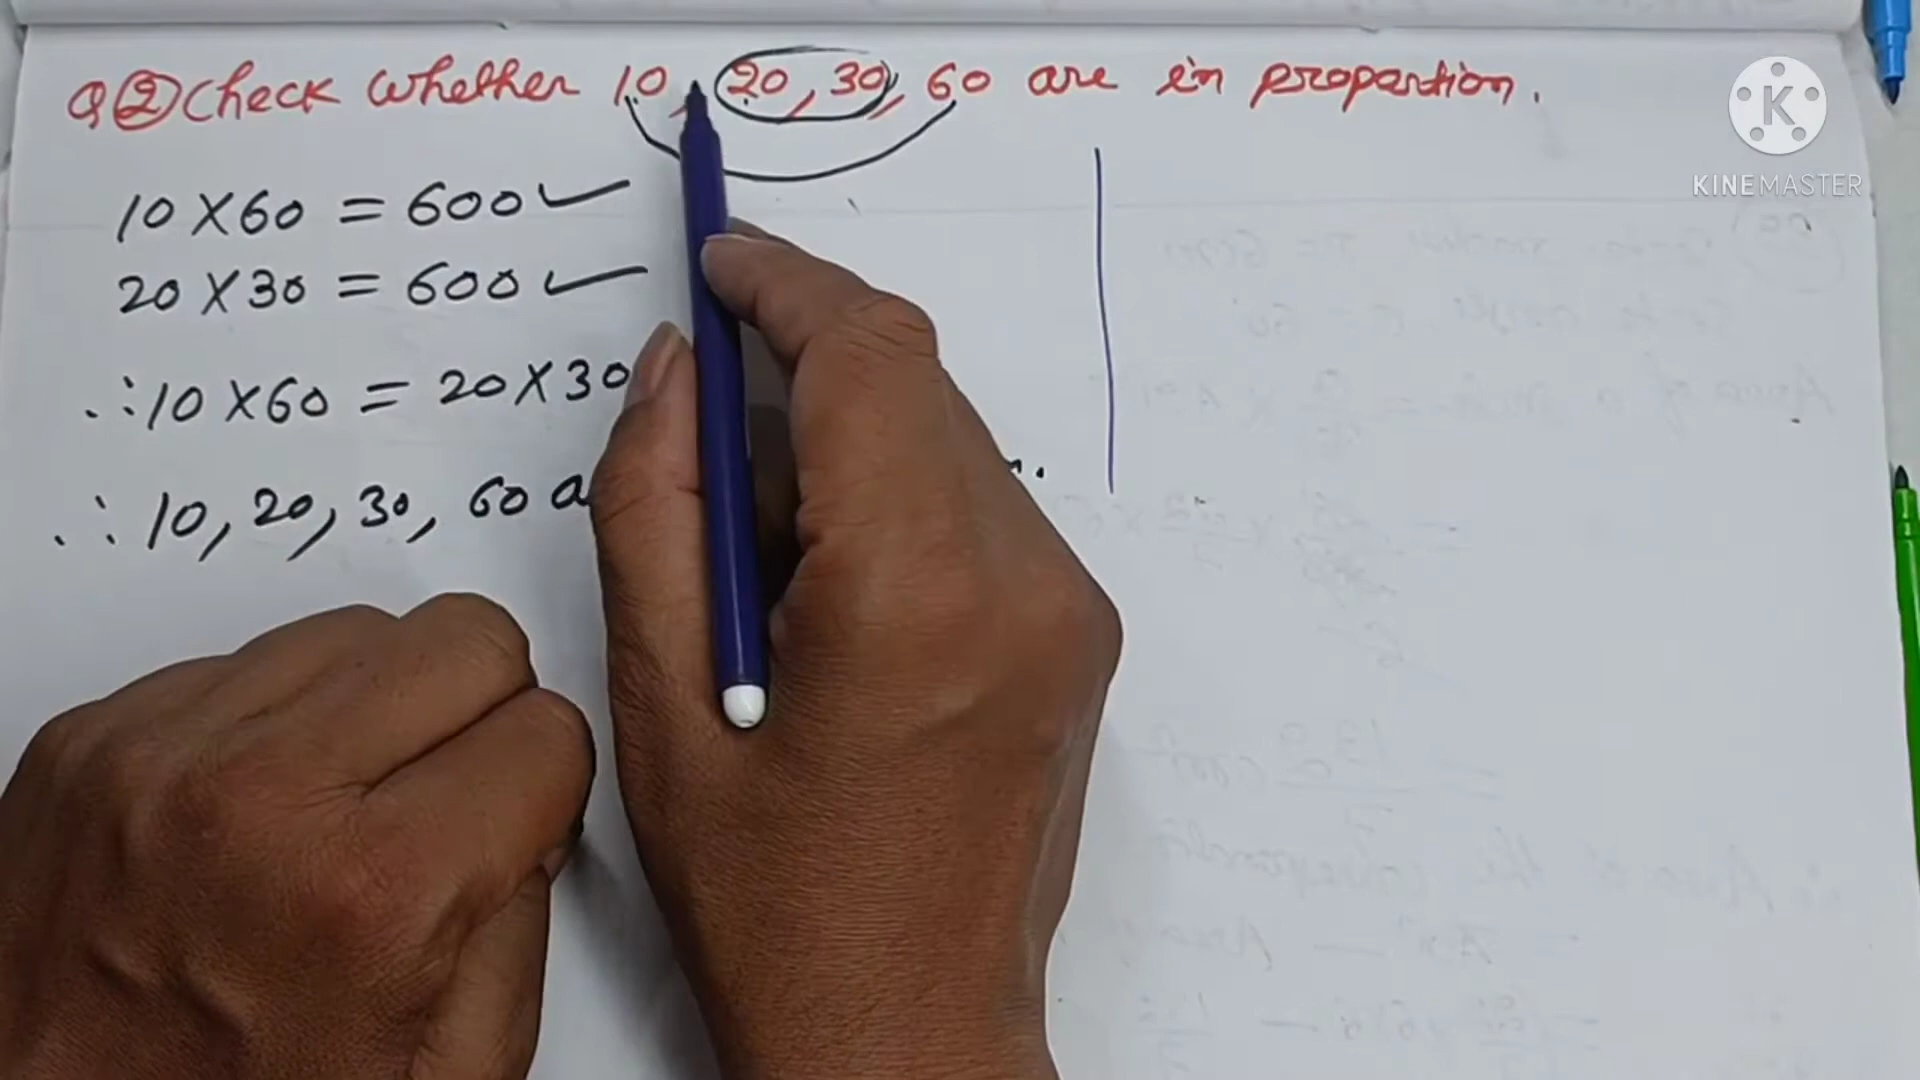 Q ② Check whether 10, 20, 30, 60 are in proportion.
10 X 60 = 600 ✓
20 X 30 = 600 ✓
∴ 10 X 60 = 20 X 30
∴ 10, 20, 30, 60 a
K
KINEMASTER